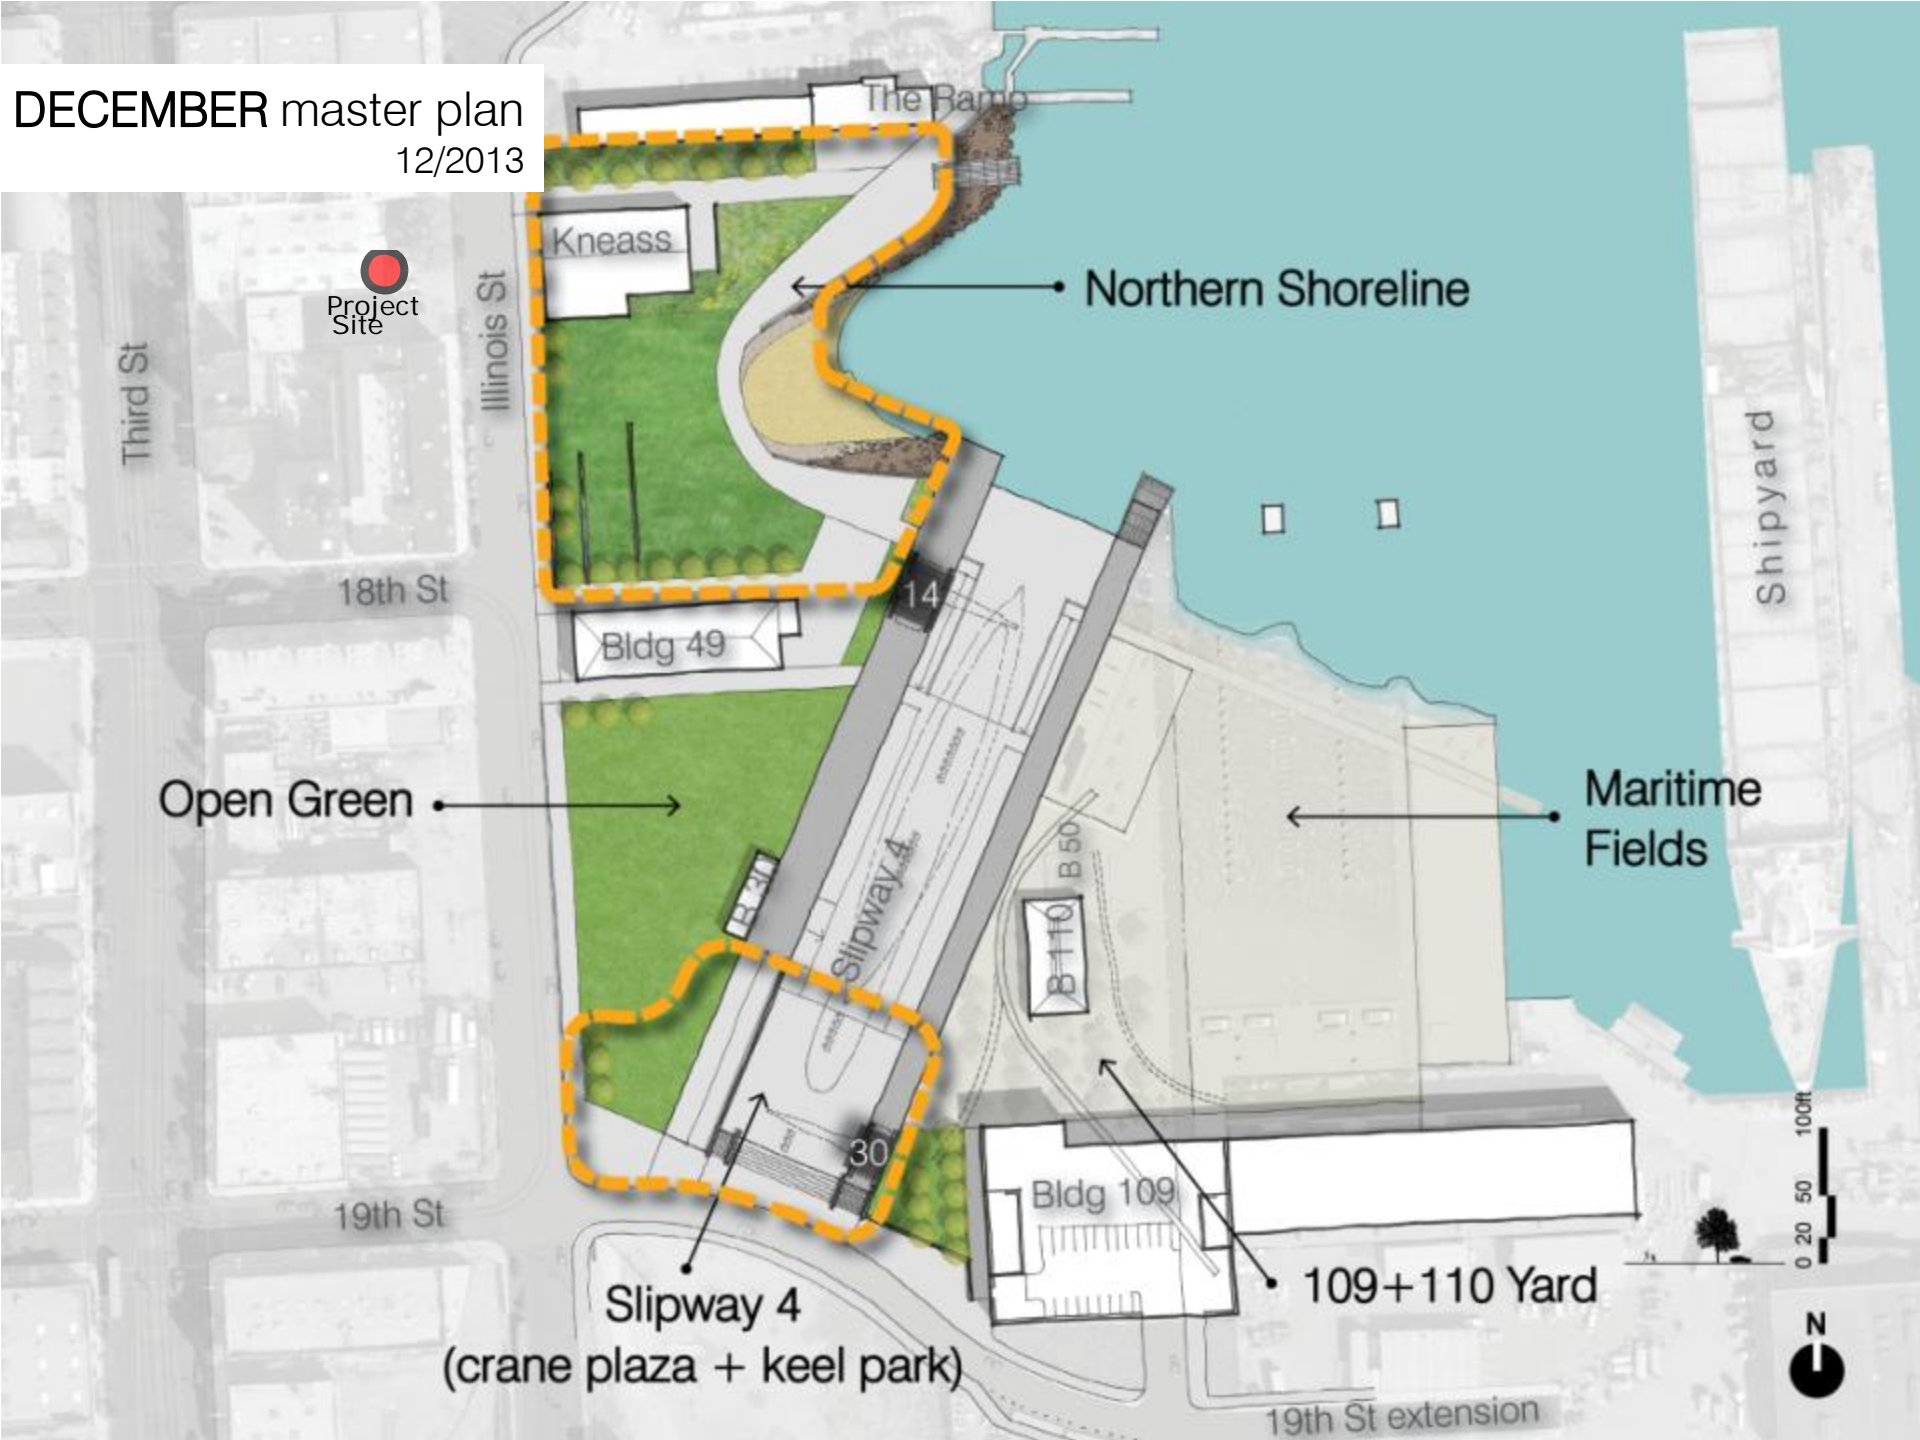 DECEMBER master plan
12/2013
The Ramp
Kneass
Project
Site
Illinois St
Third St
Northern Shoreline
Shipyard
18th St
14
Bldg 49
Open Green
Maritime
Fields
B 30
Slipway 4
B 50
B 110
30
19th St
Bldg 109
Slipway 4
(crane plaza + keel park)
109+110 Yard
0 20 50 100ft
N
19th St extension